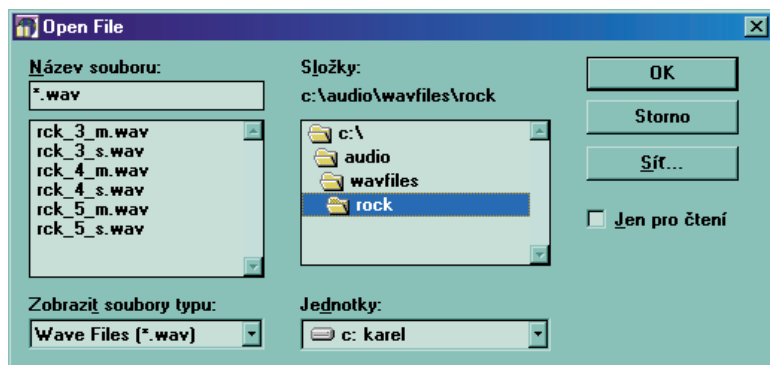 Open File
Název souboru:
*.wav
rck_3_m.wav
rck_3_s.wav
rck_4_m.wav
rck_4_s.wav
rck_5_m.wav
rck_5_s.wav
Zobrazit soubory typu:
Wave Files (*.wav)
Složky:
c:\audio\wavfiles\rock
c:\
audio
wavfiles
rock
Jednotky:
c: karel
OK
Storno
Síť...
Jen pro čtení